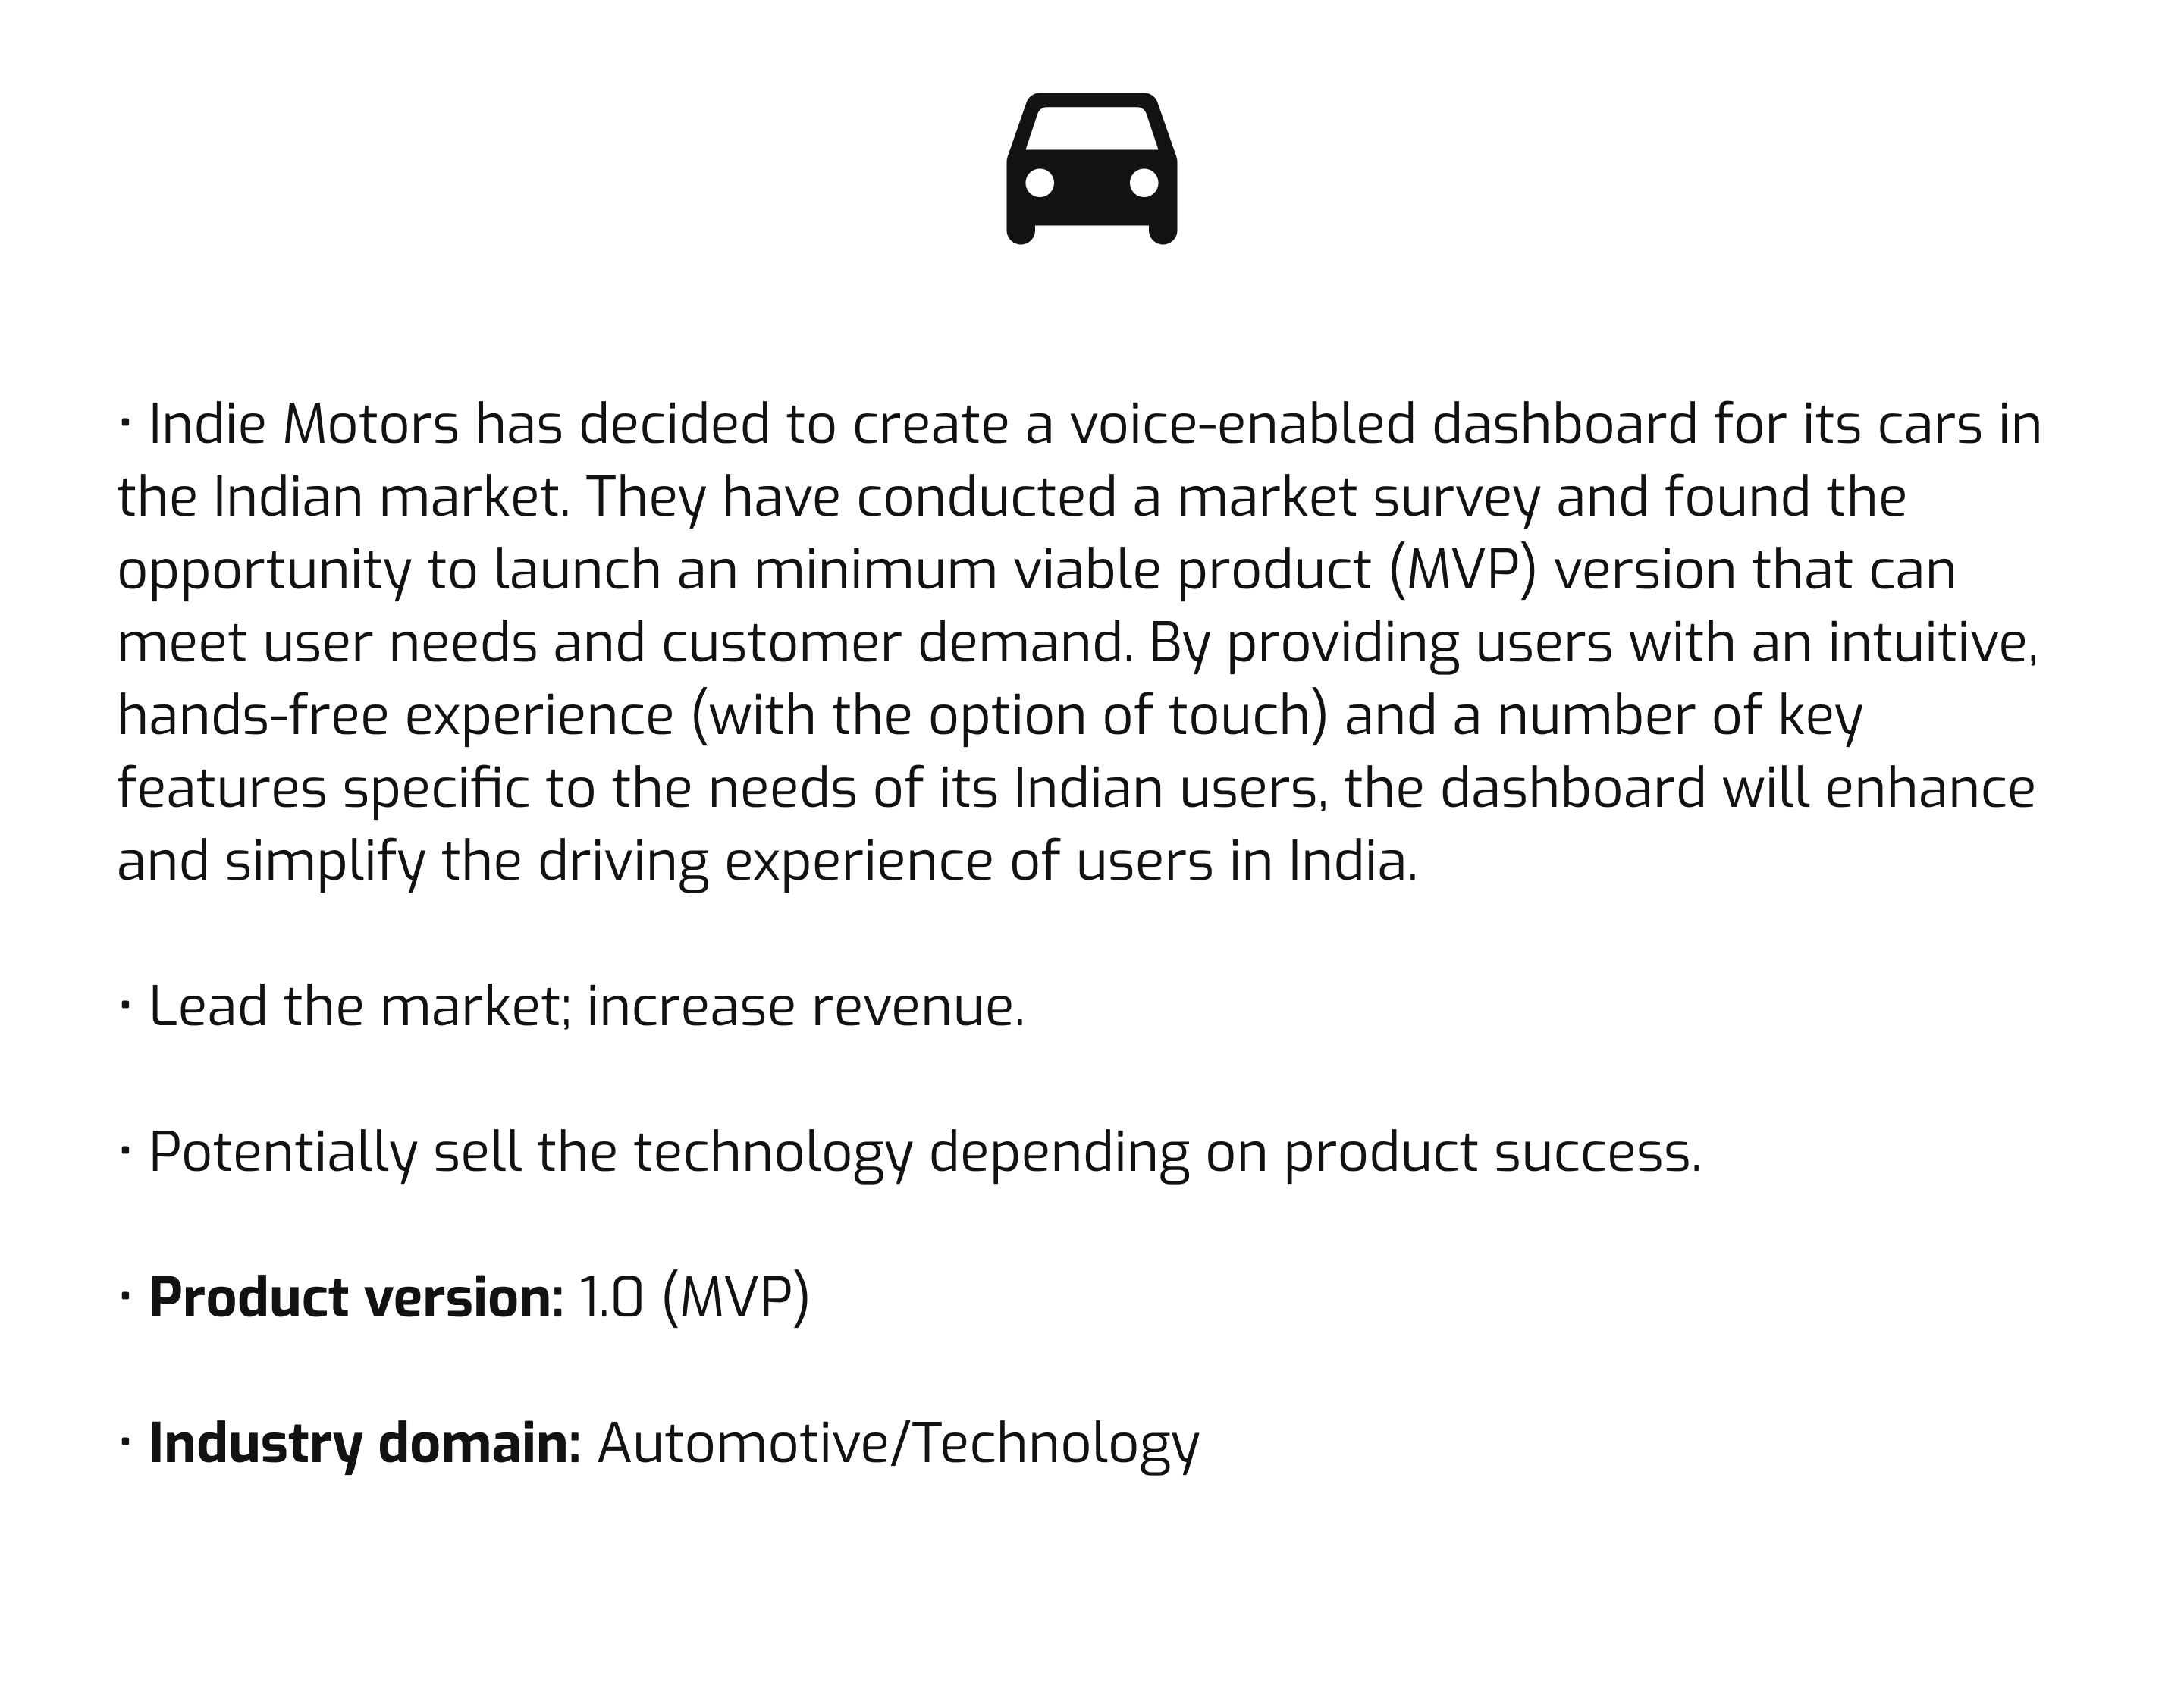 · Indie Motors has decided to create a voice-enabled dashboard for its cars in
the Indian market. They have conducted a market survey and found the
opportunity to launch an minimum viable product (MVP) version that can
meet user needs and customer demand. By providing users with an intuitive,
hands-free experience (with the option of touch) and a number of key
features specific to the needs of its Indian users, the dashboard will enhance
and simplify the driving experience of users in India.
· Lead the market; increase revenue.
· Potentially sell the technology depending on product success.
· Product version: 1.0 (MVP)
· Industry domain: Automotive/Technology